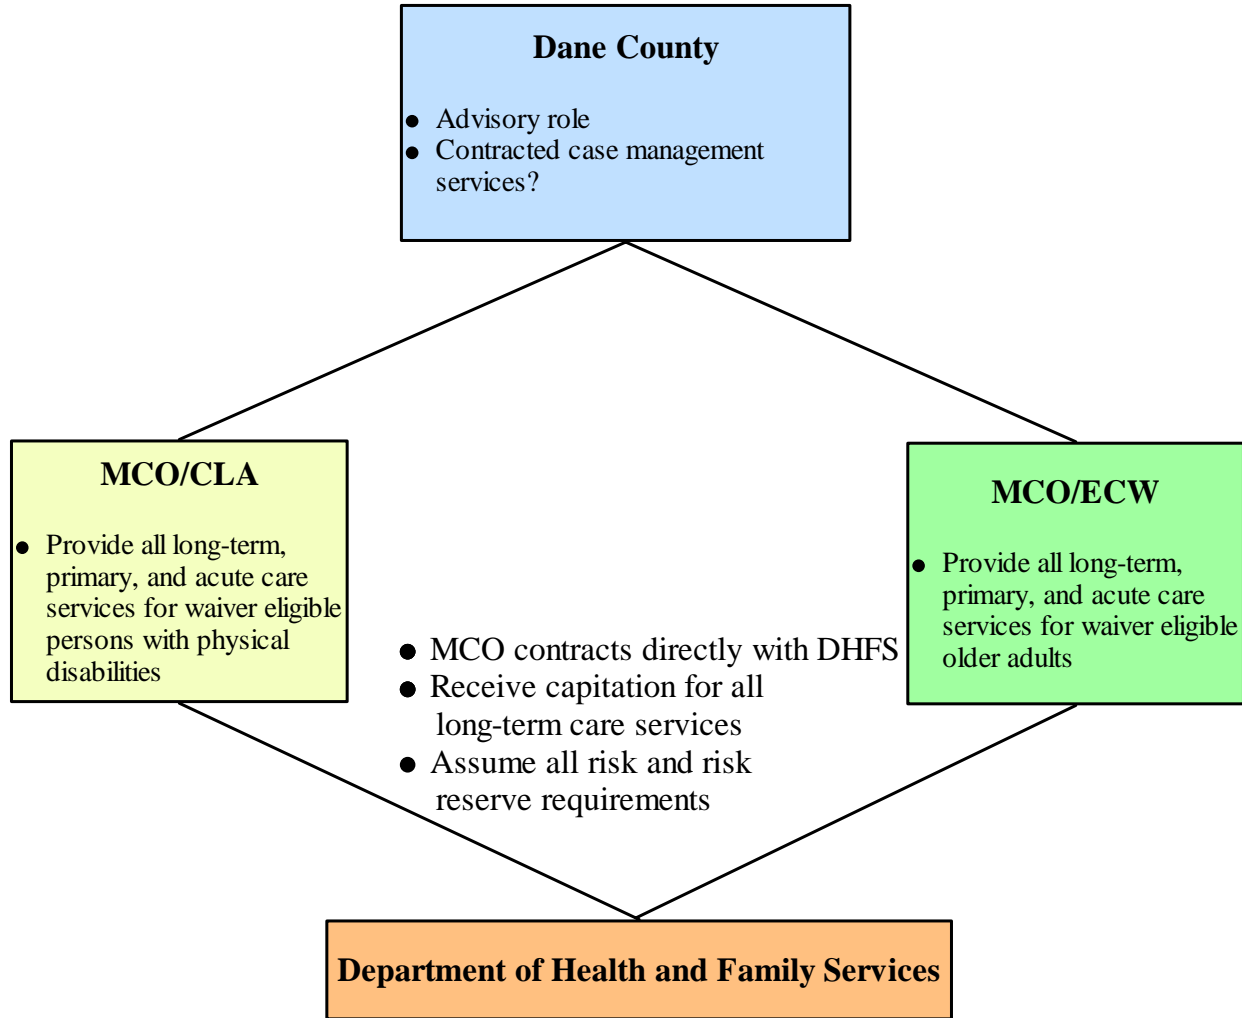 Dane County
● Advisory role
● Contracted case management
services?
MCO/CLA
● Provide all long-term,
primary, and acute care
services for waiver eligible
persons with physical
disabilities
MCO/ECW
● Provide all long-term,
primary, and acute care
services for waiver eligible
older adults
● MCO contracts directly with DHFS
● Receive capitation for all
long-term care services
● Assume all risk and risk
reserve requirements
Department of Health and Family Services